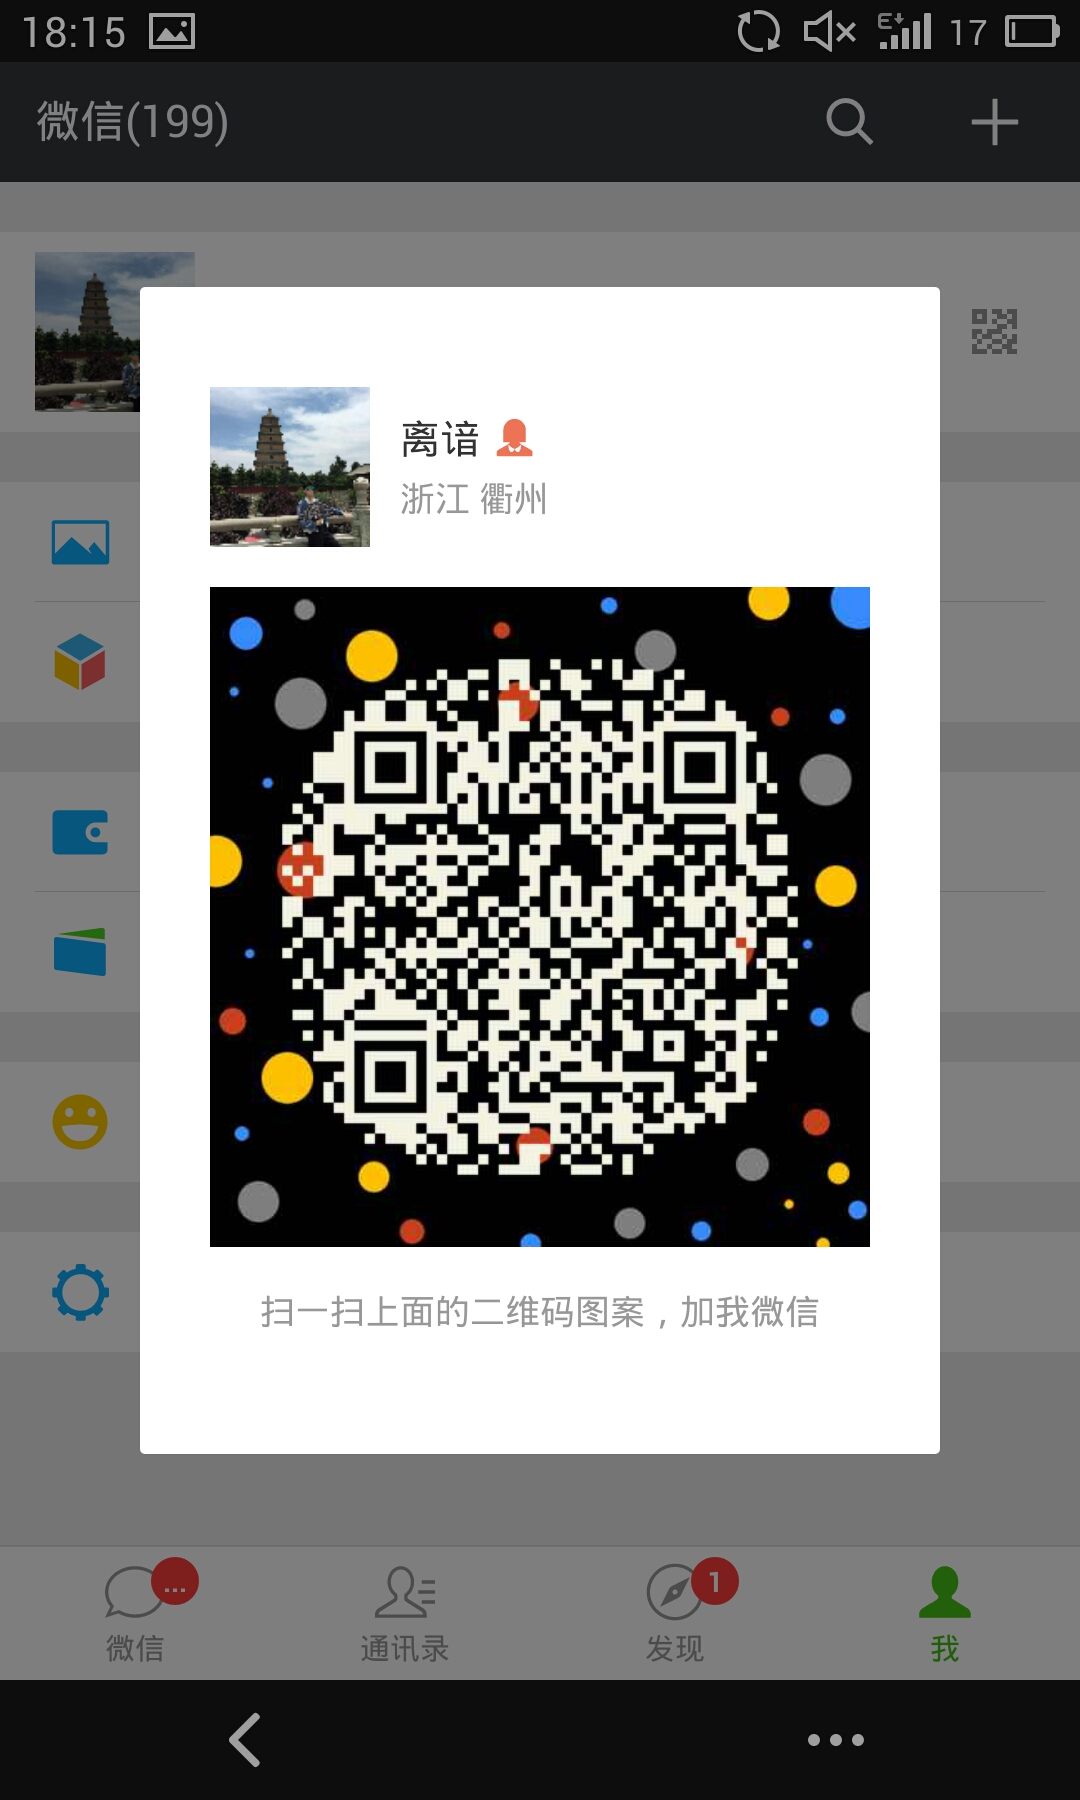 18:15
17
微信(199)
离谙
浙江 衢州
扫一扫上面的二维码图案，加我微信
...
1
微信
通讯录
发现
我